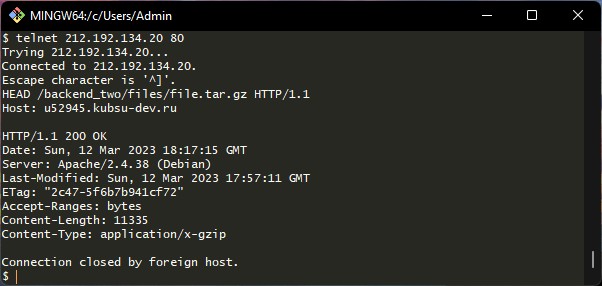 MINGW64:/c/Users/Admin
$ telnet 212.192.134.20 80
Trying 212.192.134.20...
Connected to 212.192.134.20.
Escape character is '^]'.
HEAD /backend_two/files/file.tar.gz HTTP/1.1
Host: u52945.kubsu-dev.ru

HTTP/1.1 200 OK
Date: Sun, 12 Mar 2023 18:17:15 GMT
Server: Apache/2.4.38 (Debian)
Last-Modified: Sun, 12 Mar 2023 17:57:11 GMT
ETag: "2c47-5f6b7b941cf72"
Accept-Ranges: bytes
Content-Length: 11335
Content-Type: application/x-gzip

Connection closed by foreign host.
$